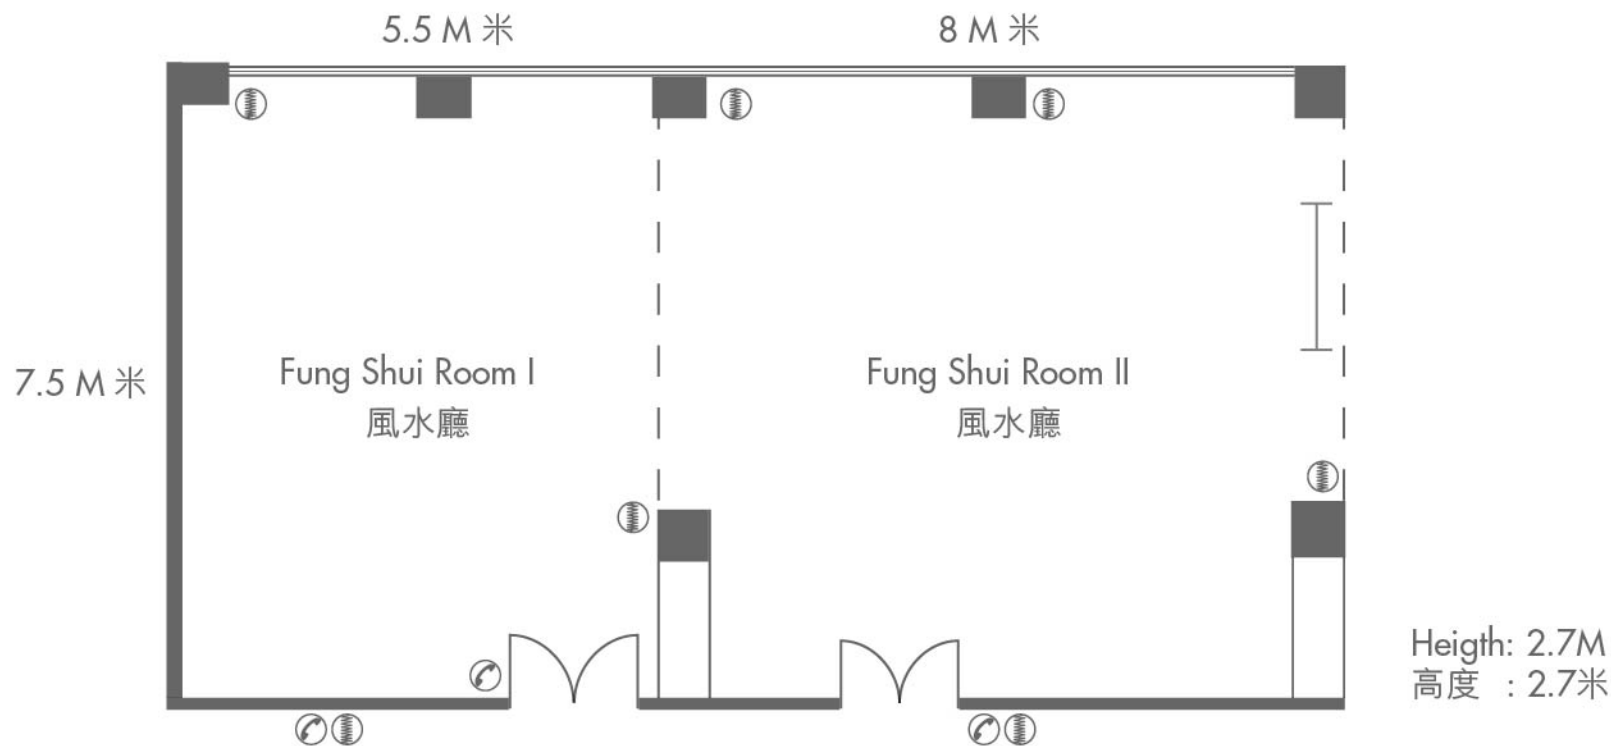 5.5 M 米
8 M 米
7.5 M 米
Fung Shui Room I
風水廳
Fung Shui Room II
風水廳
Heigth: 2.7M
高度 : 2.7米